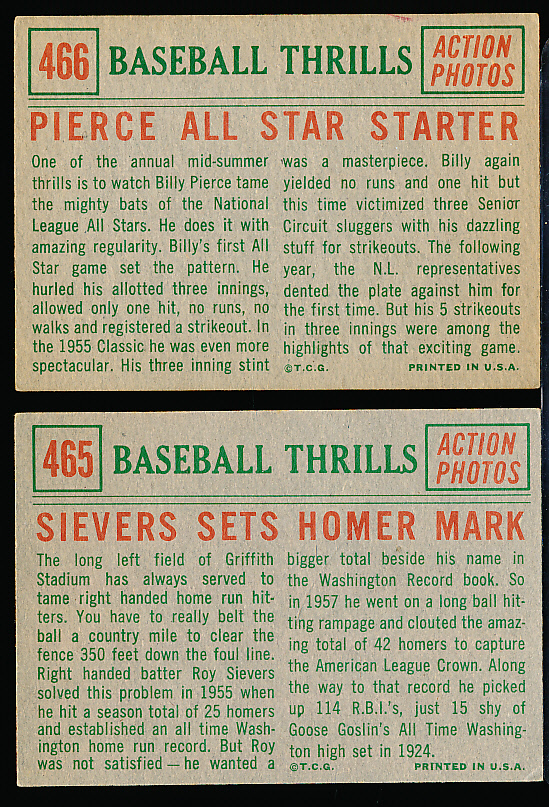 466
BASEBALL THRILLS
ACTION
PHOTOS
PIERCE ALL STAR STARTER
One of the annual mid-summer
thrills is to watch Billy Pierce tame
the mighty bats of the National
League All Stars. He does it with
amazing regularity. Billy's first All
Star game set the pattern. He
hurled his allotted three innings,
allowed only one hit, no runs, no
walks and registered a strikeout. In
the 1955 Classic he was even more
spectacular. His three inning stint
was a masterpiece. Billy again
yielded no runs and one hit but
this time victimized three Senior
Circuit sluggers with his dazzling
stuff for strikeouts. The following
year, the N.L. representatives
dented the plate against him for
the first time. But his 5 strikeouts
in three innings were among the
highlights of that exciting game.
©T.C.G. PRINTED IN U.S.A.
465
BASEBALL THRILLS
ACTION
PHOTOS
SIEVERS SETS HOMER MARK
The long left field of Griffith
Stadium has always served to
tame right handed home run hit-
ters. You have to really belt the
ball a country mile to clear the
fence 350 feet down the foul line.
Right handed batter Roy Sievers
solved this problem in 1955 when
he hit a season total of 25 homers
and established an all time Wash-
ington home run record. But Roy
was not satisfied — he wanted a
bigger total beside his name in
the Washington Record book. So
in 1957 he went on a long ball hit-
ting rampage and clouted the amaz-
ing total of 42 homers to capture
the American League Crown. Along
the way to that record he picked
up 114 R.B.I.'s, just 15 shy of
Goose Goslin's All Time Washing-
ton high set in 1924.
©T.C.G. PRINTED IN U.S.A.